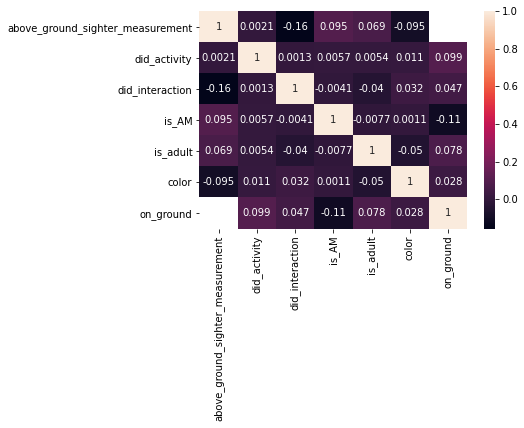 above_ground_sighter_measurement 1 0.0021 -0.16 0.095 0.069 -0.095
did_activity 0.0021 1 0.0013 0.0057 0.0054 0.011 0.099
did_interaction -0.16 0.0013 1 -0.0041 -0.04 0.032 0.047
is_AM 0.095 0.0057 -0.0041 1 -0.0077 0.0011 -0.11
is_adult 0.069 0.0054 -0.04 -0.0077 1 -0.05 0.078
color -0.095 0.011 0.032 0.0011 -0.05 1 0.028
on_ground 0.099 0.047 -0.11 0.078 0.028 1
above_ground_sighter_measurement
did_activity
did_interaction
is_AM
is_adult
color
on_ground
1.0
0.8
0.6
0.4
0.2
0.0